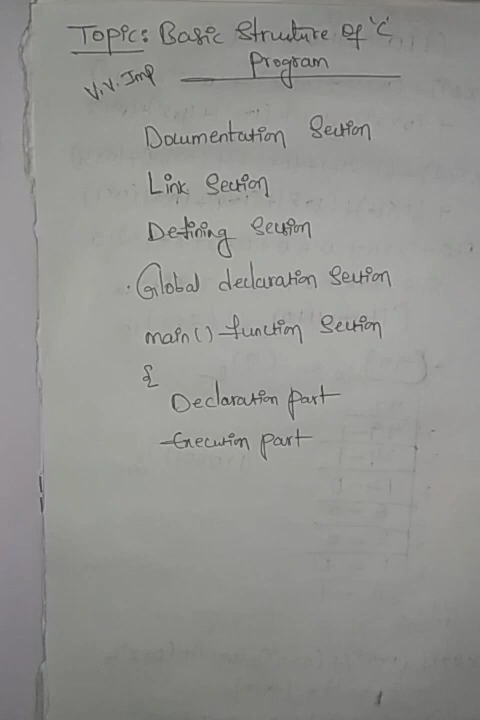 Topic: Basic Structure of 'C'
Program
V.V. Imp
Documentation Section
Link Section
Defining Section
Global declaration Section
main() function Section
{
Declaration part
Execution part